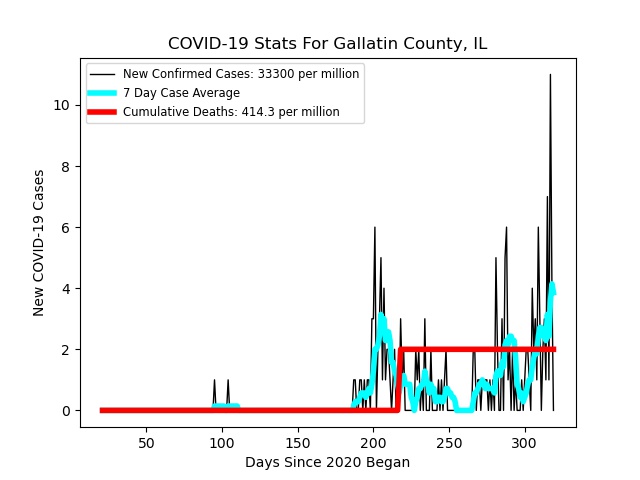 COVID-19 Stats For Gallatin County, IL
New Confirmed Cases: 33300 per million
7 Day Case Average
Cumulative Deaths: 414.3 per million
New COVID-19 Cases
10
8
6
4
2
0
50 100 150 200 250 300
Days Since 2020 Began